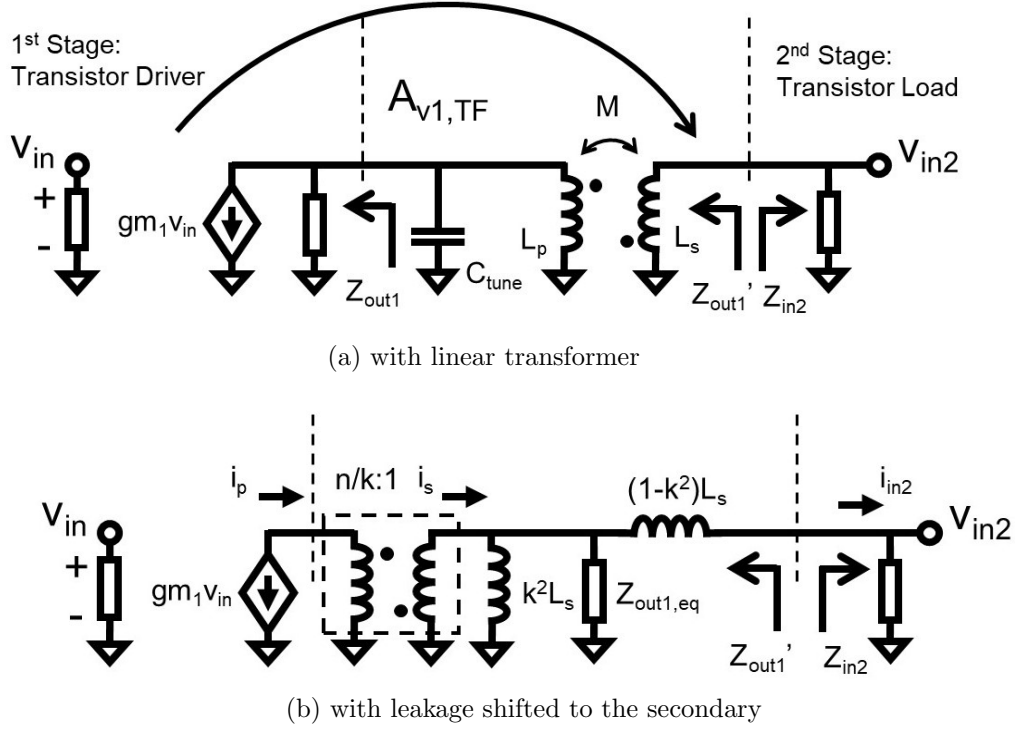 1st Stage:
Transistor Driver
2nd Stage:
Transistor Load
Av1,TF
M
vin
+
-
gm1vin
Zout1
Ctune
Lp
Ls
Zout1’
Zin2
vin2
(a) with linear transformer
ip
n/k:1
is
(1-k²)Ls
iin2
vin
+
-
gm1vin
k²Ls
Zout1,eq
Zout1’
Zin2
vin2
(b) with leakage shifted to the secondary